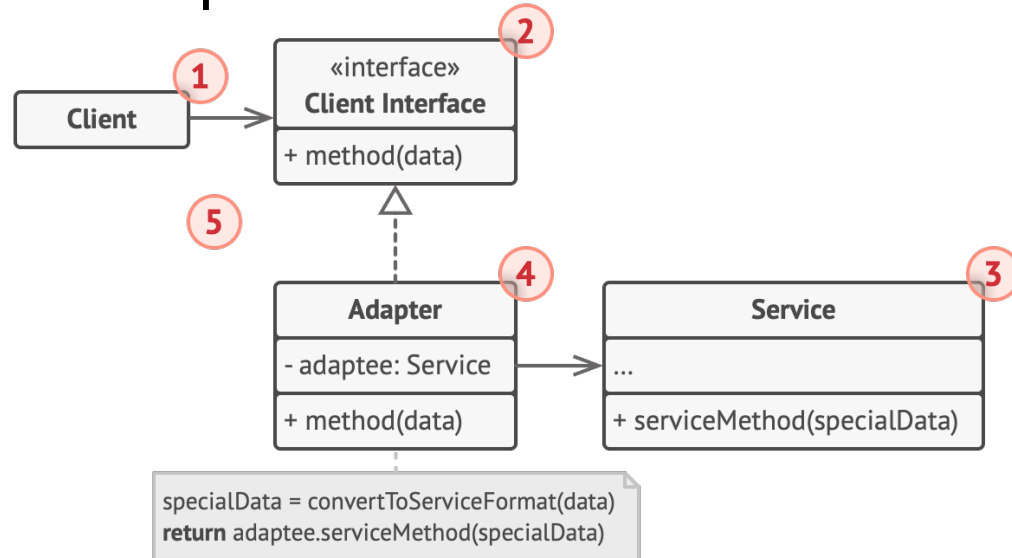 1
2
«interface»
Client Interface
Client
+ method(data)
5
4
3
Adapter
Service
- adaptee: Service
...
+ method(data)
+ serviceMethod(specialData)
specialData = convertToServiceFormat(data)
return adaptee.serviceMethod(specialData)